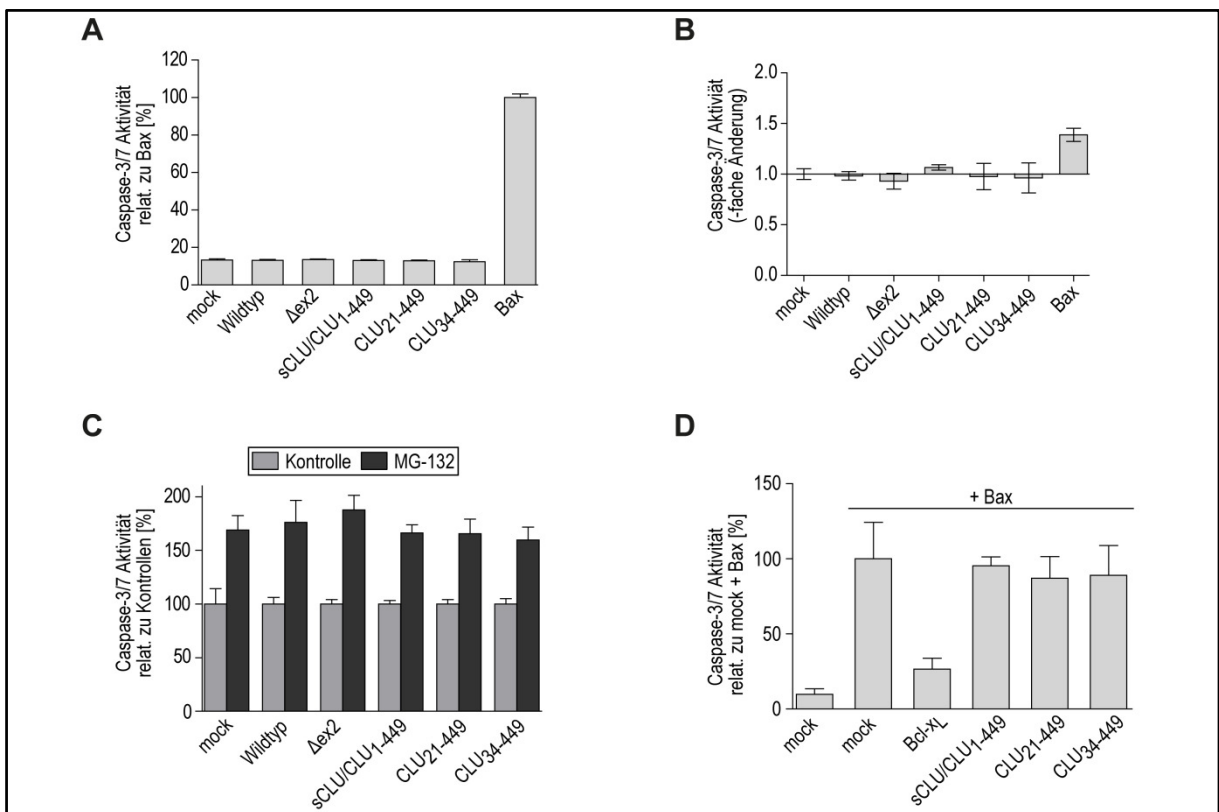 A
Caspase-3/7 Aktivität
relat. zu Bax [%]
120
100
80
60
40
20
0
mock
Wildtyp
Δex2
sCLU/CLU1-449
CLU21-449
CLU34-449
Bax
B
Caspase-3/7 Aktiviät
(-fache Änderung)
2.0
1.5
1.0
0.5
0.0
mock
Wildtyp
Δex2
sCLU/CLU1-449
CLU21-449
CLU34-449
Bax
C
Kontrolle MG-132
Caspase-3/7 Aktivität
relat. zu Kontrollen [%]
200
150
100
50
0
mock
Wildtyp
Δex2
sCLU/CLU1-449
CLU21-449
CLU34-449
D
+ Bax
Caspase-3/7 Aktivität
relat. zu mock + Bax [%]
150
100
50
0
mock
mock
Bcl-xL
sCLU/CLU1-449
CLU21-449
CLU34-449